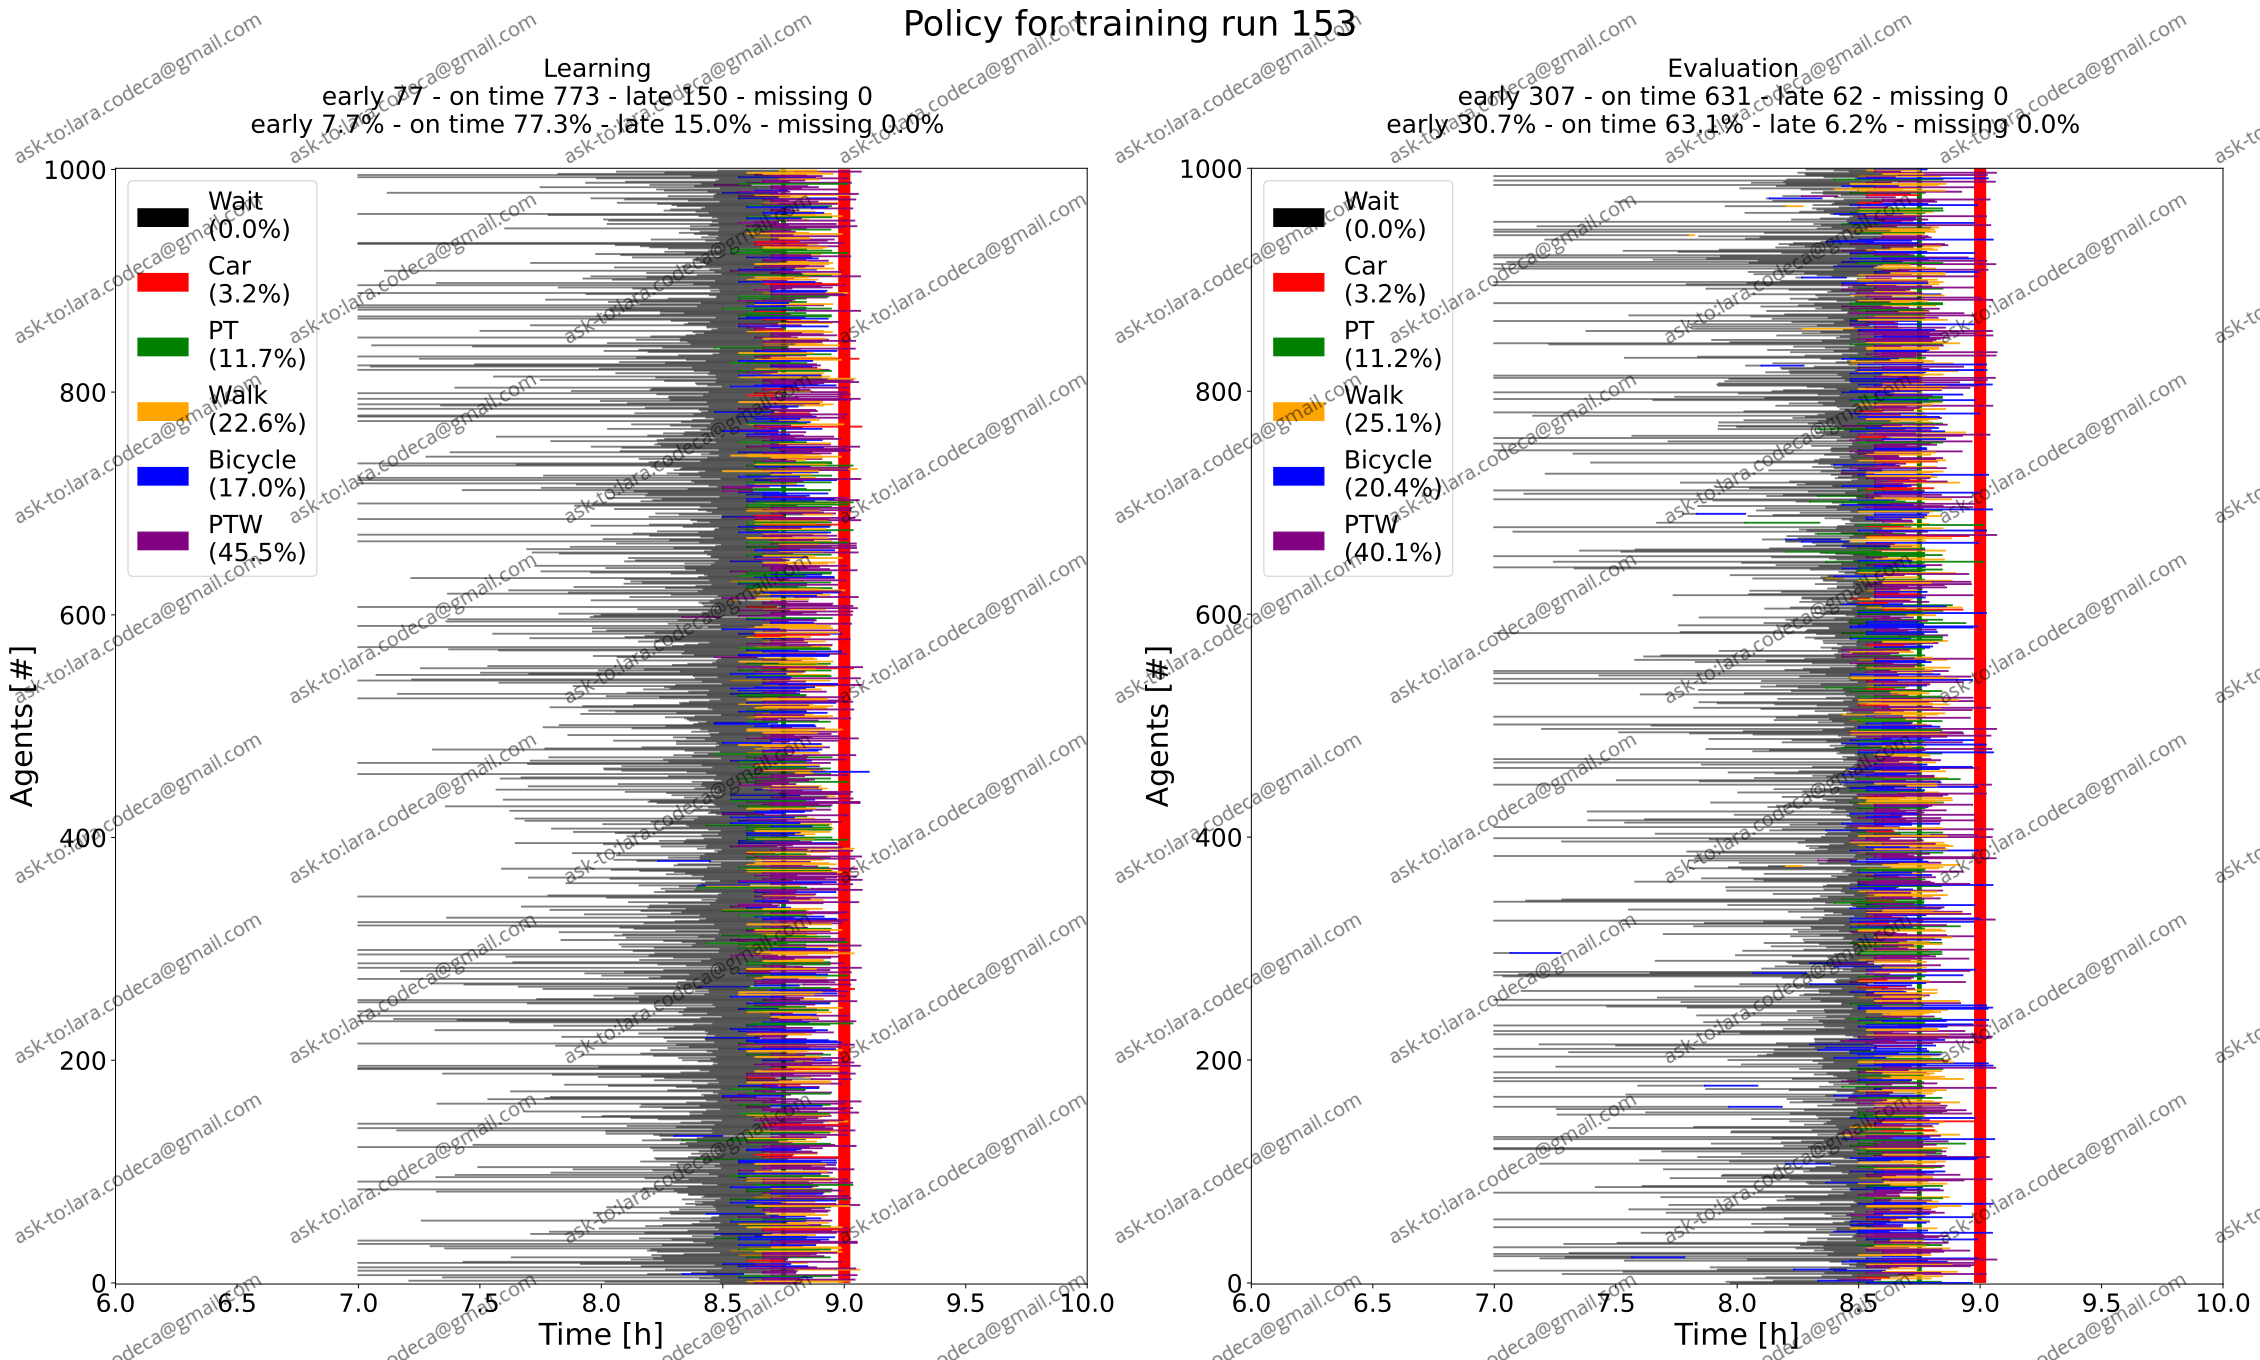 Policy for training run 153
Learning
early 77 - on time 773 - late 150 - missing 0
early 7.7% - on time 77.3% - late 15.0% - missing 0.0%
Evaluation
early 307 - on time 631 - late 62 - missing 0
early 30.7% - on time 63.1% - late 6.2% - missing 0.0%
Wait
(0.0%)
Car
(3.2%)
PT
(11.7%)
Walk
(22.6%)
Bicycle
(17.0%)
PTW
(45.5%)
Agents [#]
1000
800
600
400
200
0
6.0 6.5 7.0 7.5 8.0 8.5 9.0 9.5 10.0
Time [h]
Wait
(0.0%)
Car
(3.2%)
PT
(11.2%)
Walk
(25.1%)
Bicycle
(20.4%)
PTW
(40.1%)
Agents [#]
1000
800
600
400
200
0
6.0 6.5 7.0 7.5 8.0 8.5 9.0 9.5 10.0
Time [h]
ask-to:lara.codeca@gmail.com